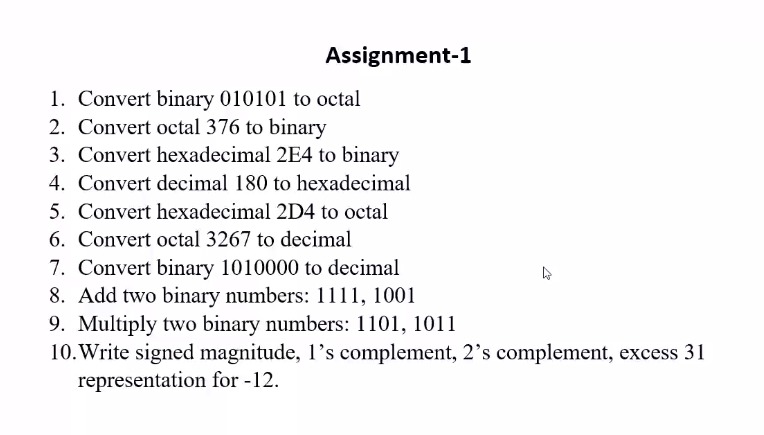 Assignment-1
1. Convert binary 010101 to octal
2. Convert octal 376 to binary
3. Convert hexadecimal 2E4 to binary
4. Convert decimal 180 to hexadecimal
5. Convert hexadecimal 2D4 to octal
6. Convert octal 3267 to decimal
7. Convert binary 1010000 to decimal
8. Add two binary numbers: 1111, 1001
9. Multiply two binary numbers: 1101, 1011
10. Write signed magnitude, 1’s complement, 2’s complement, excess 31
representation for -12.